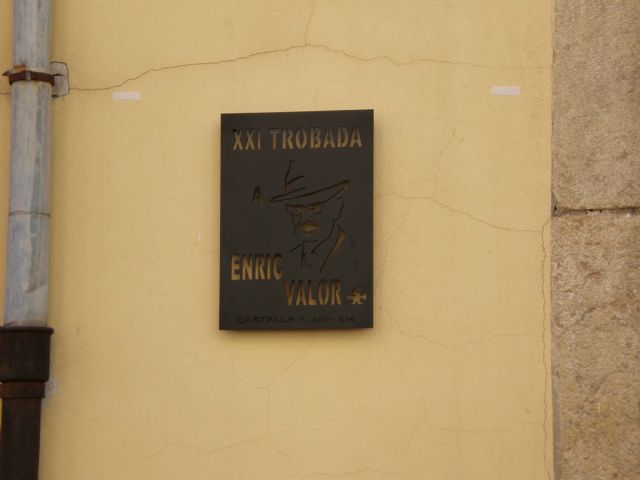 XXI TROBADA
A
ENRIC
VALOR
CASTALLA